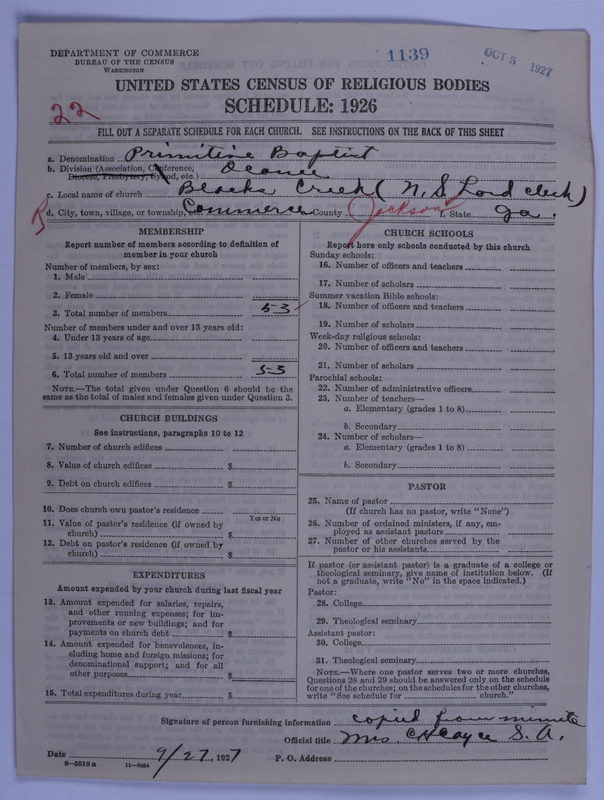 DEPARTMENT OF COMMERCE
BUREAU OF THE CENSUS
WASHINGTON
1139
OCT 5 1927
UNITED STATES CENSUS OF RELIGIOUS BODIES
SCHEDULE: 1926
22
FILL OUT A SEPARATE SCHEDULE FOR EACH CHURCH. SEE INSTRUCTIONS ON THE BACK OF THIS SHEET
a. Denomination Primitive Baptist
b. Division (Association, Conference, Diocese, Presbytery, Synod, etc.) Oconee
c. Local name of church Blacks Creek (N. S. Lord clerk)
d. City, town, village, or township, etc. Commerce County Jackson f. State Ga.
MEMBERSHIP
Report number of members according to definition of member in your church
Number of members, by sex:
1. Male
2. Female
3. Total number of members 53
Number of members under and over 13 years old:
4. Under 13 years of age
5. 13 years old and over
6. Total number of members 53
NOTE.—The total given under Question 6 should be the same as the total of males and females given under Question 3.
CHURCH BUILDINGS
See instructions, paragraphs 10 to 12
7. Number of church edifices
8. Value of church edifices $
9. Debt on church edifices $
10. Does church own pastor's residence
Yes or No
11. Value of pastor's residence (if owned by church) $
12. Debt on pastor's residence (if owned by church) $
EXPENDITURES
Amount expended by your church during last fiscal year
13. Amount expended for salaries, repairs, and other running expenses; for improvements or new buildings; and for payments on church debt $
14. Amount expended for benevolences, including home and foreign missions; for denominational support; and for all other purposes $
15. Total expenditures during year $
CHURCH SCHOOLS
Report here only schools conducted by this church
Sunday schools:
16. Number of officers and teachers
17. Number of scholars
Summer vacation Bible schools:
18. Number of officers and teachers
19. Number of scholars
Week-day religious schools:
20. Number of officers and teachers
21. Number of scholars
Parochial schools:
22. Number of administrative officers
23. Number of teachers—
a. Elementary (grades 1 to 8)
b. Secondary
24. Number of scholars—
a. Elementary (grades 1 to 8)
b. Secondary
PASTOR
25. Name of pastor
(If church has no pastor, write "None")
26. Number of ordained ministers, if any, employed as assistant pastors
27. Number of other churches served by the pastor or his assistants
If pastor (or assistant pastor) is a graduate of a college or theological seminary, give name of institution below. (If not a graduate, write "No" in the space indicated.)
Pastor:
28. College
29. Theological seminary
Assistant pastor:
30. College
31. Theological seminary
NOTE.—Where one pastor serves two or more churches, Questions 28 and 29 should be answered only on the schedule for one of the churches; on the schedules for the other churches, write "See schedule for church."
Signature of person furnishing information copied from minutes
Official title Mrs. C H Cayce S. A.
Date 9/27, 1927 P. O. Address
8-5518 a 11-9064